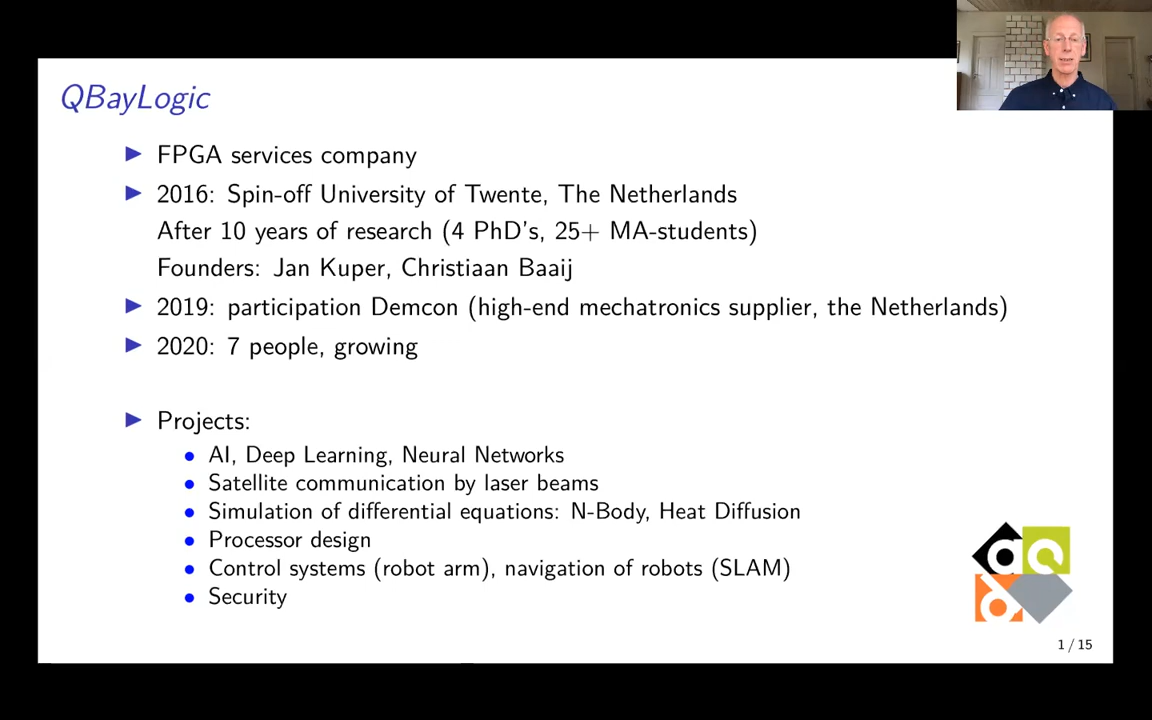 QBayLogic
FPGA services company
2016: Spin-off University of Twente, The Netherlands
After 10 years of research (4 PhD's, 25+ MA-students)
Founders: Jan Kuper, Christiaan Baaij
2019: participation Demcon (high-end mechatronics supplier, the Netherlands)
2020: 7 people, growing
Projects:
AI, Deep Learning, Neural Networks
Satellite communication by laser beams
Simulation of differential equations: N-Body, Heat Diffusion
Processor design
Control systems (robot arm), navigation of robots (SLAM)
Security
1 / 15